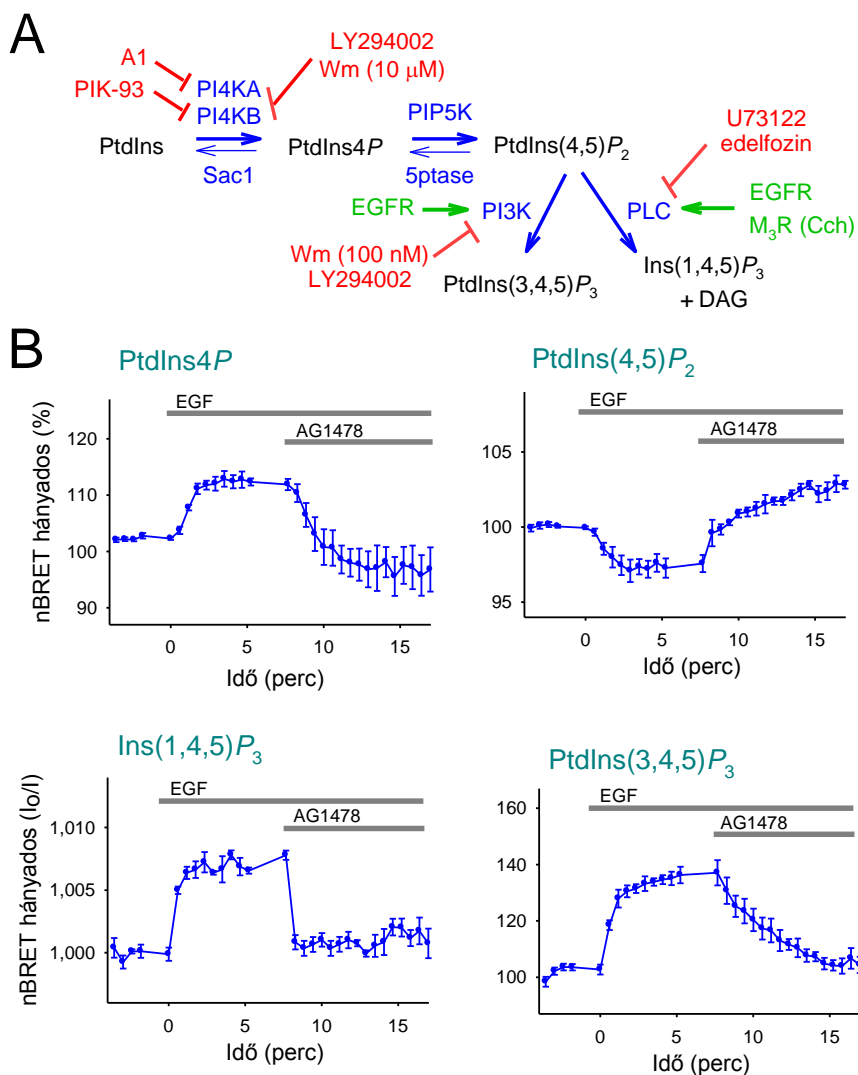 A
A1
PIK-93
PI4KA
PI4KB
LY294002
Wm (10 μM)
PtdIns
Sac1
PtdIns4P
PIP5K
5ptase
PtdIns(4,5)P2
U73122
edelfozin
EGFR
PI3K
PLC
EGFR
M3R (Cch)
Wm (100 nM)
LY294002
PtdIns(3,4,5)P3
Ins(1,4,5)P3
+ DAG
B
PtdIns4P
nBRET hányados (%)
EGF
AG1478
120
110
100
90
0 5 10 15
Idő (perc)
PtdIns(4,5)P2
EGF
AG1478
105
100
95
0 5 10 15
Idő (perc)
Ins(1,4,5)P3
nBRET hányados (I0/I)
EGF
AG1478
1,010
1,005
1,000
0 5 10 15
Idő (perc)
PtdIns(3,4,5)P3
EGF
AG1478
160
140
120
100
0 5 10 15
Idő (perc)